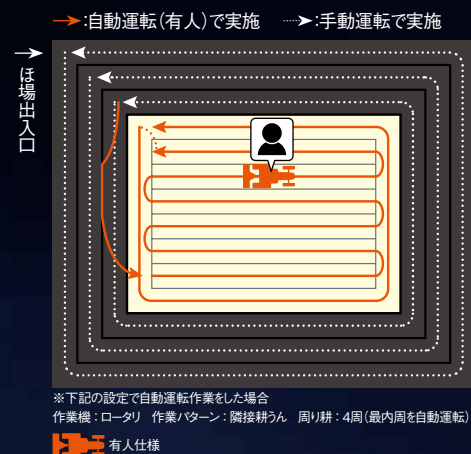 →:自動運転(有人)で実施 ┈➤:手動運転で実施
ほ場出入口
※下記の設定で自動運転作業をした場合
作業機:ロータリ 作業パターン:隣接耕うん 周り耕:4周(最内周を自動運転)
有人仕様